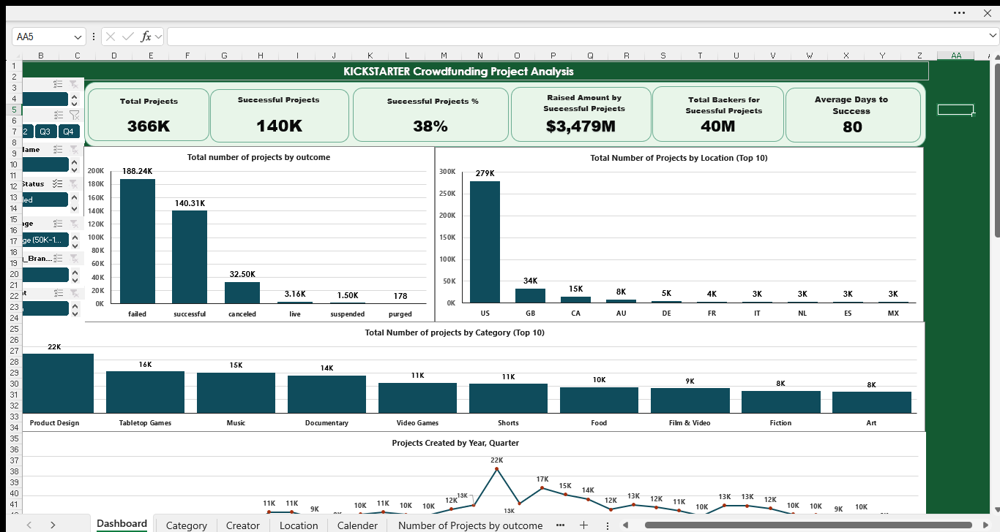 AA5
fx
B C D E F G H I J K L M N O P Q R S T U V W X Y Z AA
1
2
3
4
5
6
7
8
9
10
11
12
13
14
15
16
17
18
19
20
21
22
23
24
25
26
27
28
29
30
31
32
33
34
35
36
37
38
39
40
41
KICKSTARTER Crowdfunding Project Analysis
2 Q3 Q4
Status
ge (50K-1...
_Bran...
Total Projects
366K
Successful Projects
140K
Successful Projects %
38%
Raised Amount by
Successful Projects
$3,479M
Total Backers for
Sucessful Projects
40M
Average Days to
Success
80
Total number of projects by outcome
200K
180K
160K
140K
120K
100K
80K
60K
40K
20K
0K
188.24K
140.31K
32.50K
3.16K
1.50K
178
failed successful canceled live suspended purged
Total Number of Projects by Location (Top 10)
300K
250K
200K
150K
100K
50K
0K
279K
34K
15K
8K
5K
4K
3K
3K
3K
3K
US GB CA AU DE FR IT NL ES MX
Total Number of projects by Category (Top 10)
22K
16K
15K
14K
11K
11K
10K
9K
8K
8K
Product Design Tabletop Games Music Documentary Video Games Shorts Food Film & Video Fiction Art
Projects Created by Year, Quarter
11K 11K 9K 10K 11K 10K 10K 12K 13K 22K 13K 17K 15K 14K 12K 13K 12K 11K 10K 13K 13K 12K 10K 10K 9K 10K
Dashboard Category Creator Location Calender Number of Projects by outcome